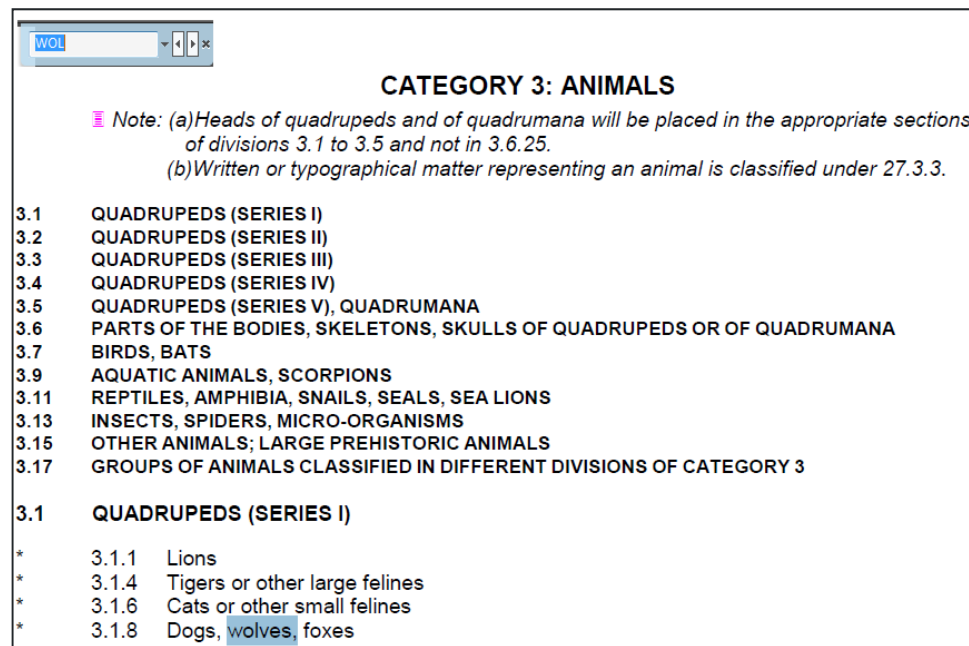 WOL
CATEGORY 3: ANIMALS
Note: (a)Heads of quadrupeds and of quadrumana will be placed in the appropriate sections
of divisions 3.1 to 3.5 and not in 3.6.25.
(b)Written or typographical matter representing an animal is classified under 27.3.3.
3.1 QUADRUPEDS (SERIES I)
3.2 QUADRUPEDS (SERIES II)
3.3 QUADRUPEDS (SERIES III)
3.4 QUADRUPEDS (SERIES IV)
3.5 QUADRUPEDS (SERIES V), QUADRUMANA
3.6 PARTS OF THE BODIES, SKELETONS, SKULLS OF QUADRUPEDS OR OF QUADRUMANA
3.7 BIRDS, BATS
3.9 AQUATIC ANIMALS, SCORPIONS
3.11 REPTILES, AMPHIBIA, SNAILS, SEALS, SEA LIONS
3.13 INSECTS, SPIDERS, MICRO-ORGANISMS
3.15 OTHER ANIMALS; LARGE PREHISTORIC ANIMALS
3.17 GROUPS OF ANIMALS CLASSIFIED IN DIFFERENT DIVISIONS OF CATEGORY 3
3.1 QUADRUPEDS (SERIES I)
* 3.1.1 Lions
* 3.1.4 Tigers or other large felines
* 3.1.6 Cats or other small felines
* 3.1.8 Dogs, wolves, foxes